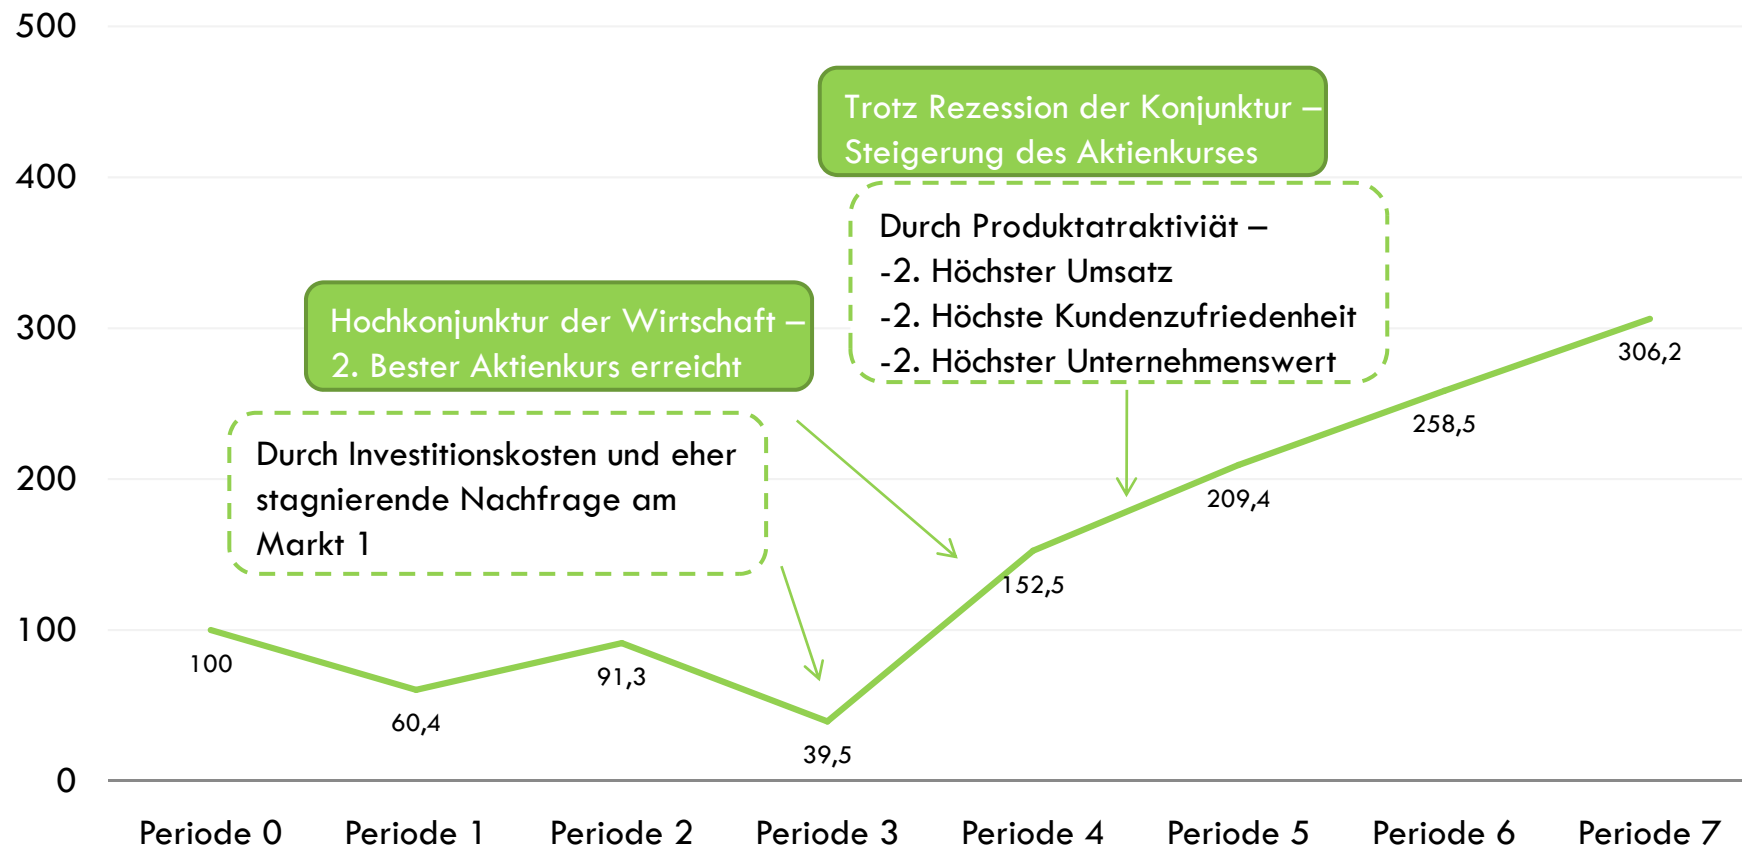 500
Trotz Rezession der Konjunktur –
Steigerung des Aktienkurses
400
Durch Produktatraktiviät –
-2. Höchster Umsatz
-2. Höchste Kundenzufriedenheit
-2. Höchster Unternehmenswert
300
Hochkonjunktur der Wirtschaft –
2. Bester Aktienkurs erreicht
Durch Investitionskosten und eher
stagnierende Nachfrage am
Markt 1
200
100
0
100
60,4
91,3
39,5
152,5
209,4
258,5
306,2
Periode 0 Periode 1 Periode 2 Periode 3 Periode 4 Periode 5 Periode 6 Periode 7